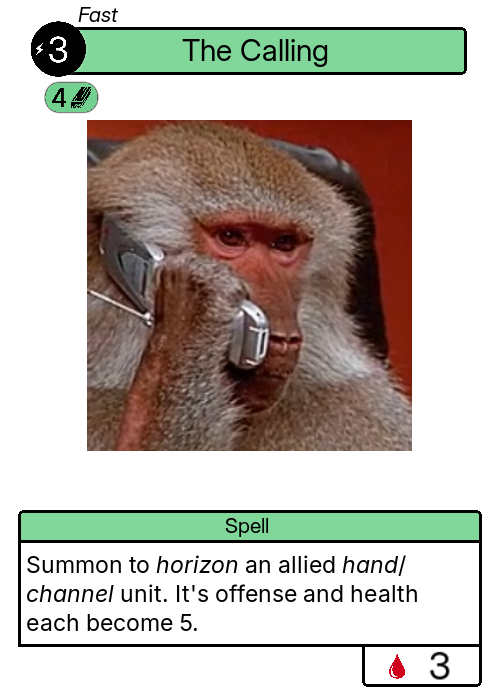 Fast
3
The Calling
4
Spell
Summon to horizon an allied hand/
channel unit. It's offense and health
each become 5.
3